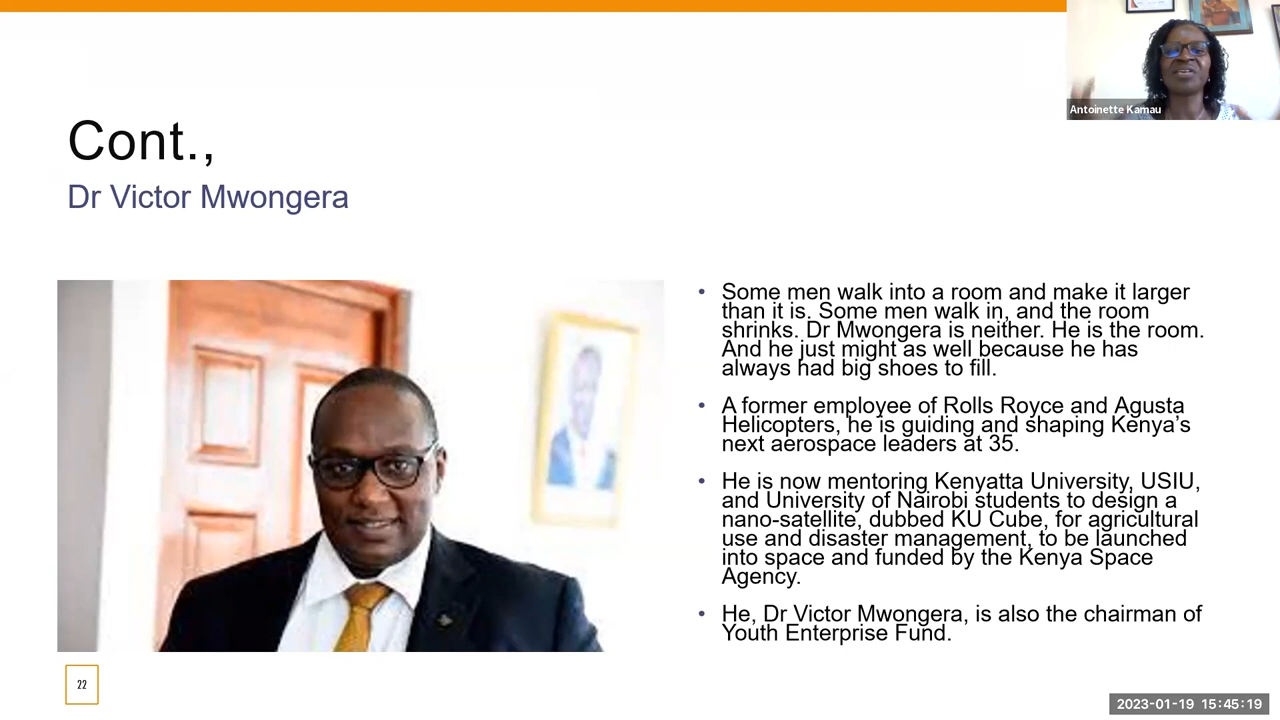 Antoinette Kamau
Cont.,
Dr Victor Mwongera
• Some men walk into a room and make it larger
than it is. Some men walk in, and the room
shrinks. Dr Mwongera is neither. He is the room.
And he just might as well because he has
always had big shoes to fill.
• A former employee of Rolls Royce and Agusta
Helicopters, he is guiding and shaping Kenya’s
next aerospace leaders at 35.
• He is now mentoring Kenyatta University, USIU,
and University of Nairobi students to design a
nano-satellite, dubbed KU Cube, for agricultural
use and disaster management, to be launched
into space and funded by the Kenya Space
Agency.
• He, Dr Victor Mwongera, is also the chairman of
Youth Enterprise Fund.
22
2023-01-19 15:45:19